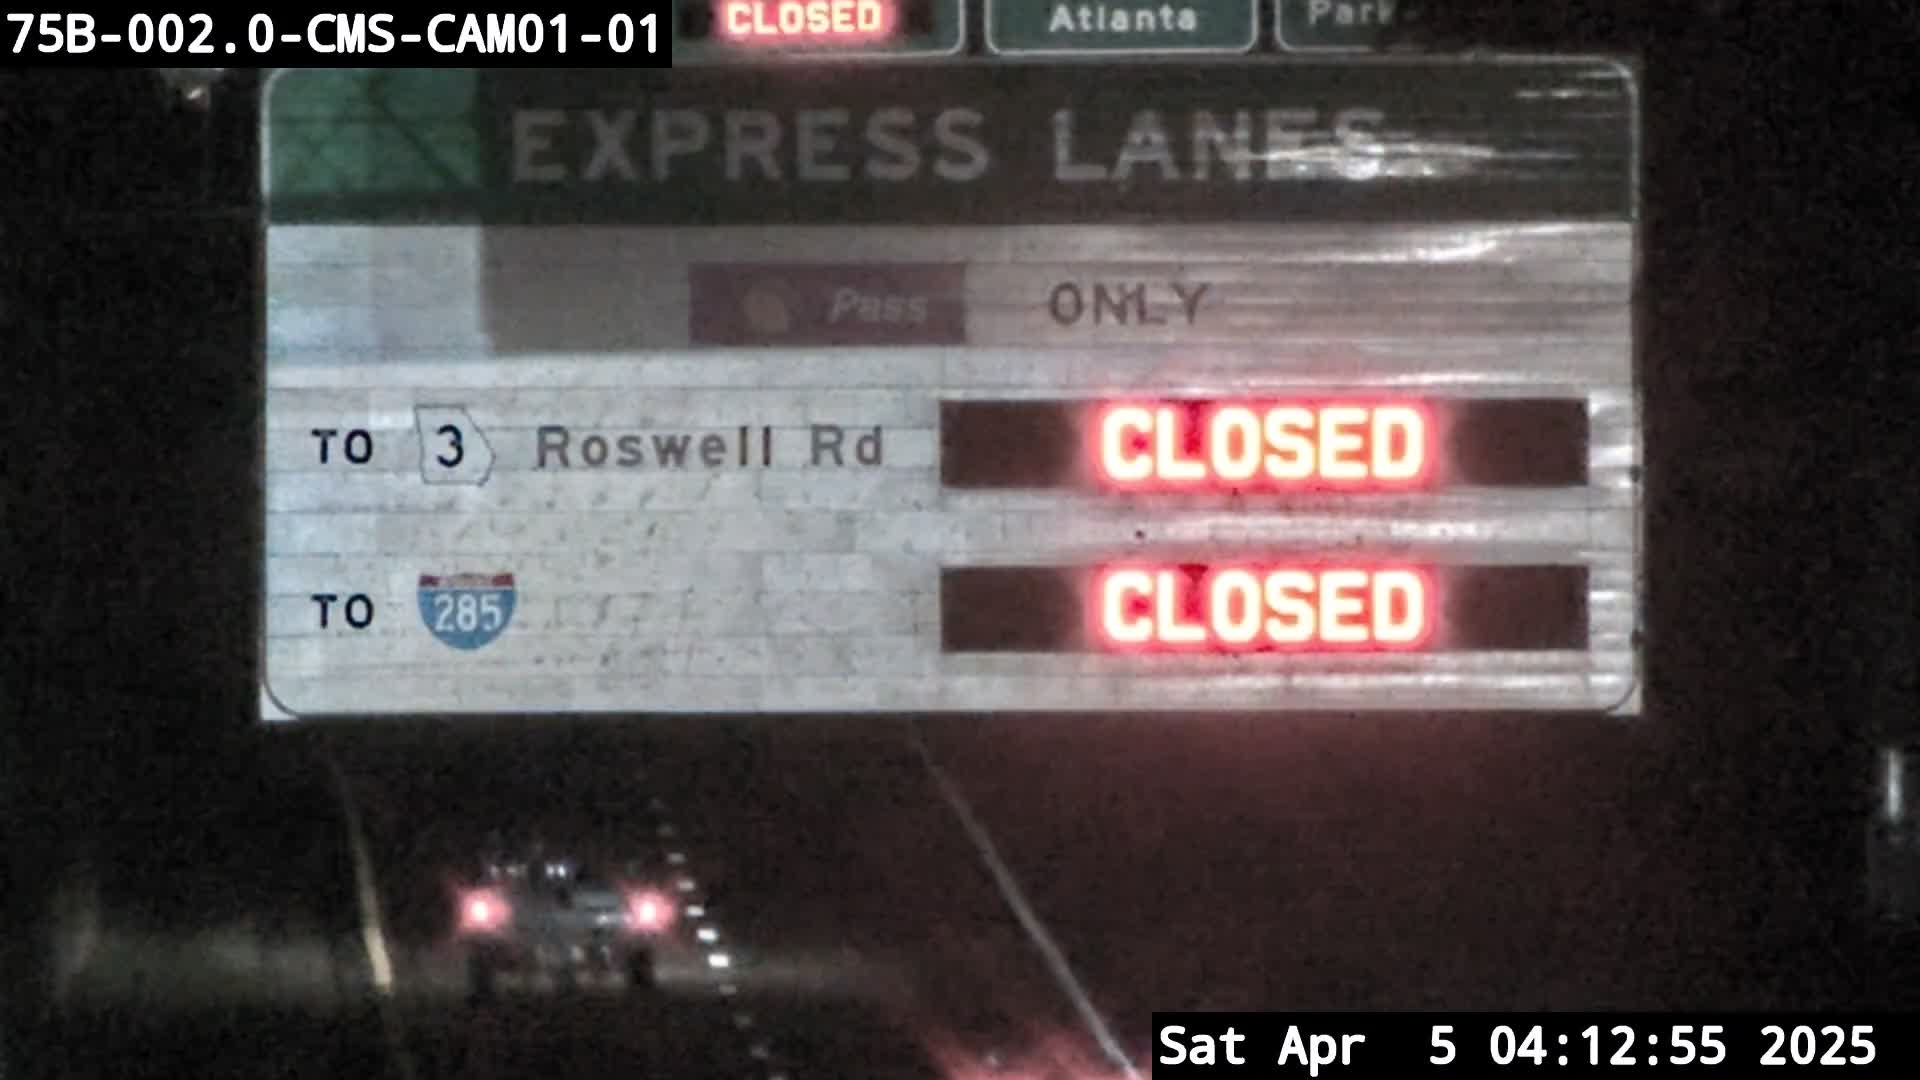 75B-002.0-CMS-CAM01-01
CLOSED
Atlanta
Park
EXPRESS LANES
Pass ONLY
TO 3 Roswell Rd CLOSED
TO 285 CLOSED
Sat Apr 5 04:12:55 2025